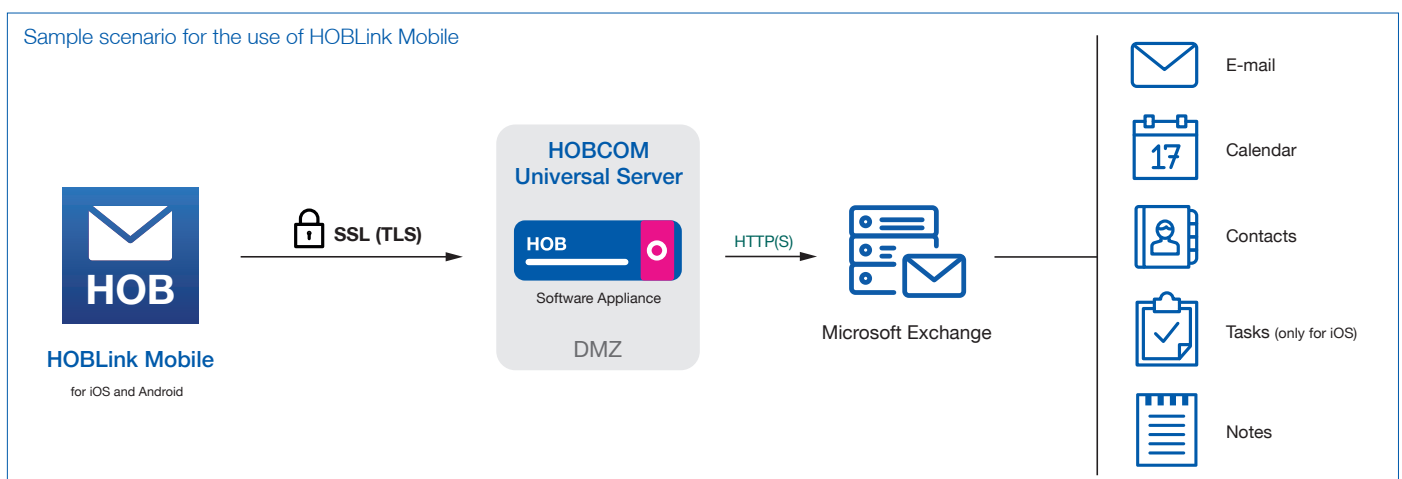 Sample scenario for the use of HOBLink Mobile
HOB
HOBLink Mobile
for iOS and Android
SSL (TLS)
HOBCOM
Universal Server
HOB
Software Appliance
DMZ
HTTP(S)
Microsoft Exchange
E-mail
17
Calendar
Contacts
Tasks (only for iOS)
Notes